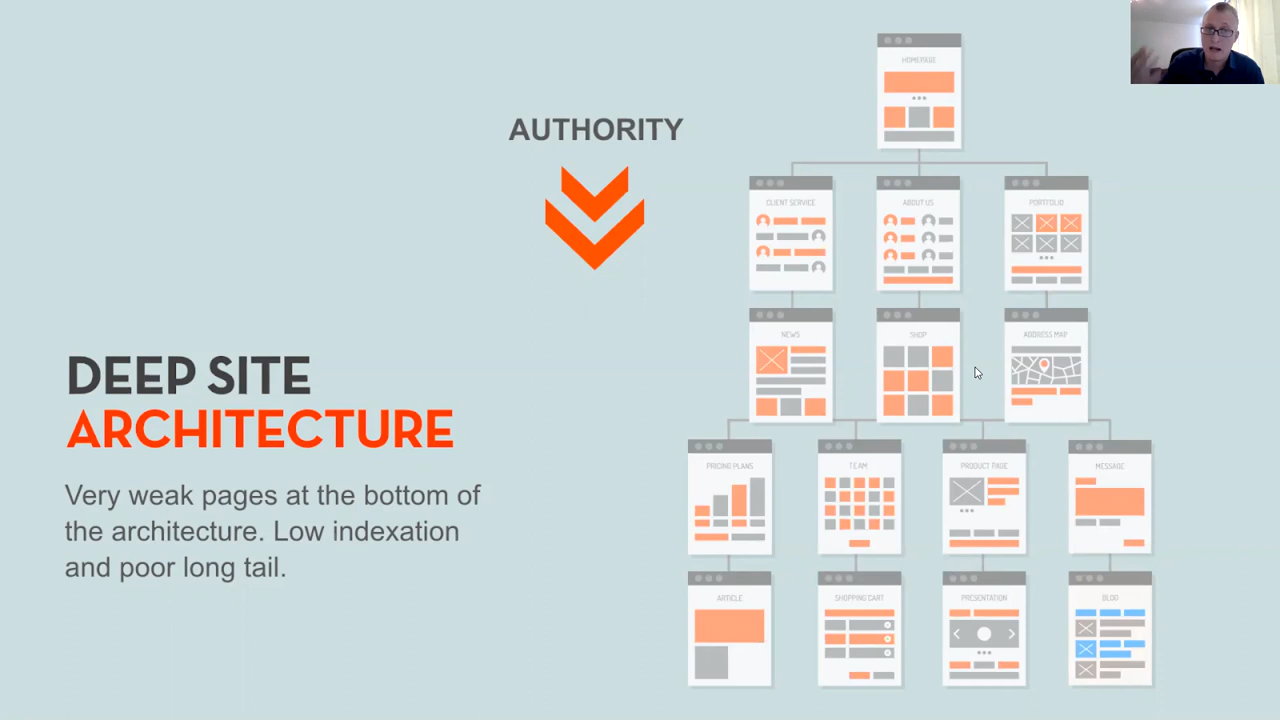 HOMEPAGE
AUTHORITY
CLIENT SERVICE
ABOUT US
PORTFOLIO
NEWS
SHOP
ADDRESS MAP
DEEP SITE
ARCHITECTURE
Very weak pages at the bottom of
the architecture. Low indexation
and poor long tail.
PRICING PLANS
TEAM
PRODUCT PAGE
MESSAGE
ARTICLE
SHOPPING CART
PRESENTATION
BLOG